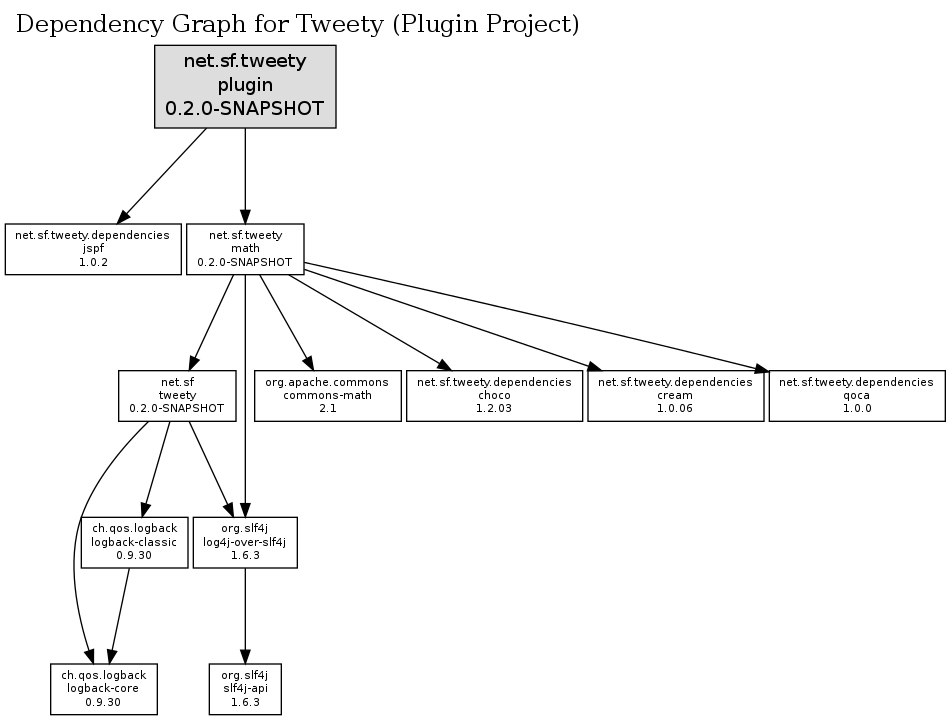 Dependency Graph for Tweety (Plugin Project)
net.sf.tweety
plugin
0.2.0-SNAPSHOT
net.sf.tweety.dependencies
jspf
1.0.2
net.sf.tweety
math
0.2.0-SNAPSHOT
net.sf
tweety
0.2.0-SNAPSHOT
org.apache.commons
commons-math
2.1
net.sf.tweety.dependencies
choco
1.2.03
net.sf.tweety.dependencies
cream
1.0.06
net.sf.tweety.dependencies
qoca
1.0.0
ch.qos.logback
logback-classic
0.9.30
org.slf4j
log4j-over-slf4j
1.6.3
ch.qos.logback
logback-core
0.9.30
org.slf4j
slf4j-api
1.6.3